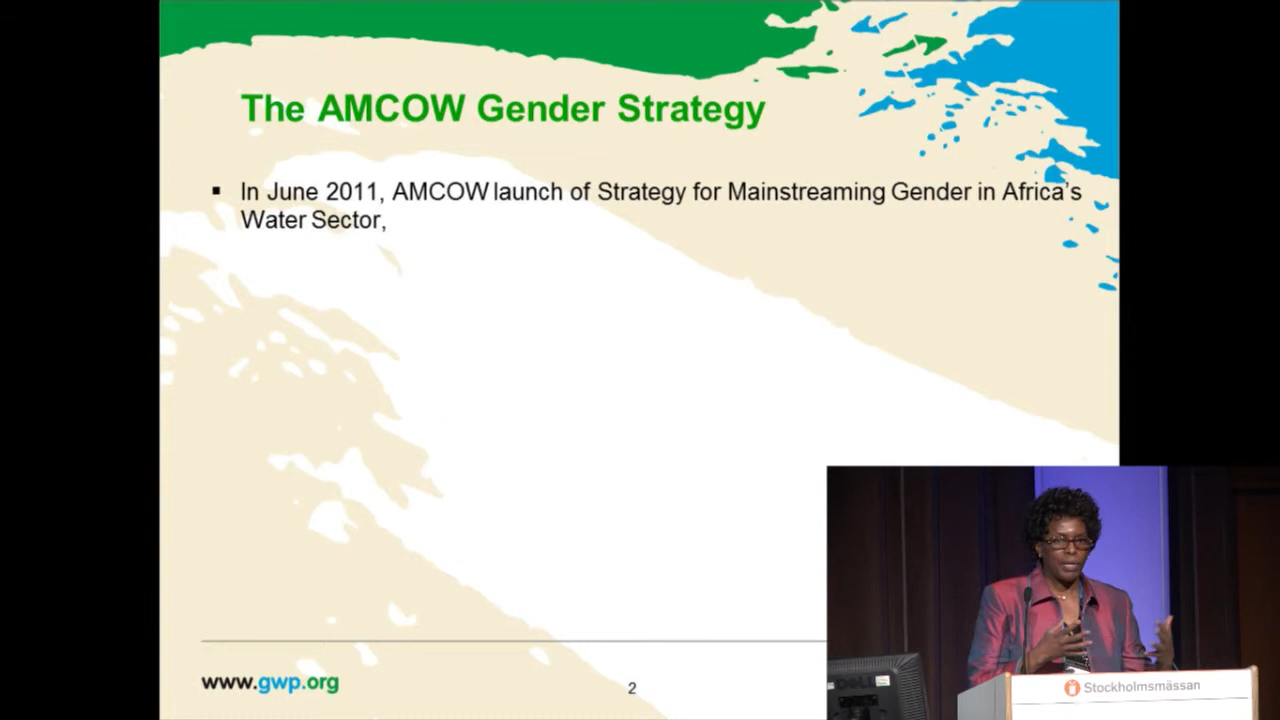 The AMCOW Gender Strategy
▪ In June 2011, AMCOW launch of Strategy for Mainstreaming Gender in Africa's
Water Sector,
www.gwp.org
2
DELL
Stockholmsmässan